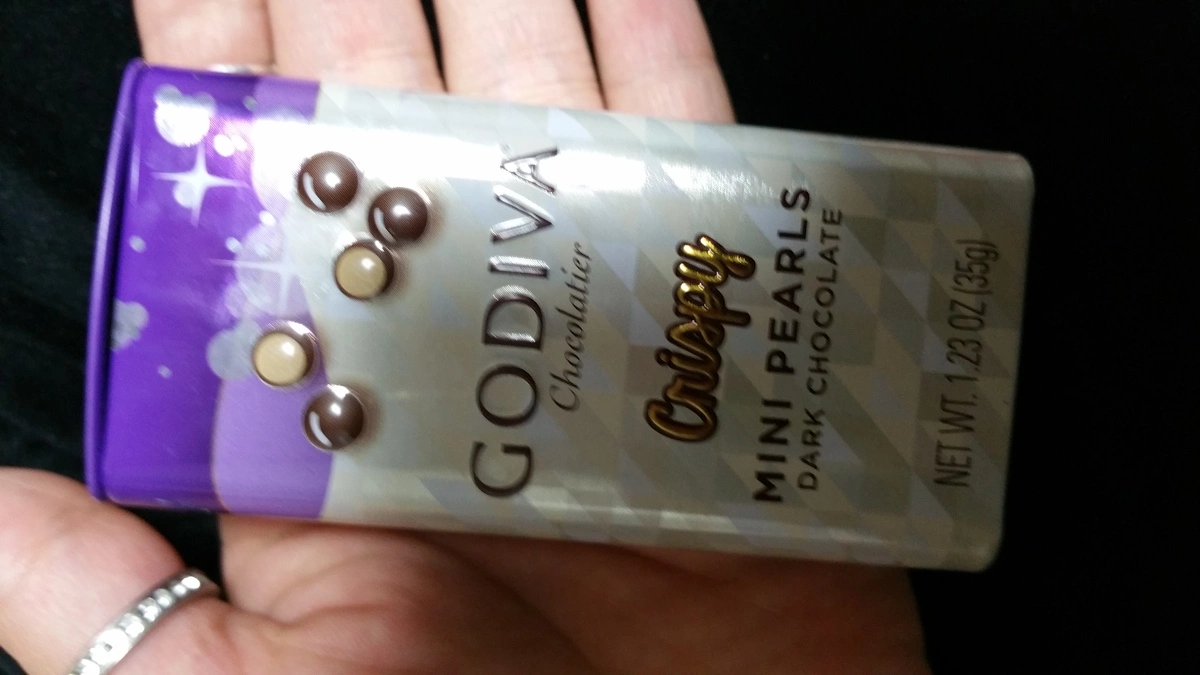 GODIVA
Chocolatier
Crispy
MINI PEARLS
DARK CHOCOLATE
NET WT. 1.23 OZ (35g)